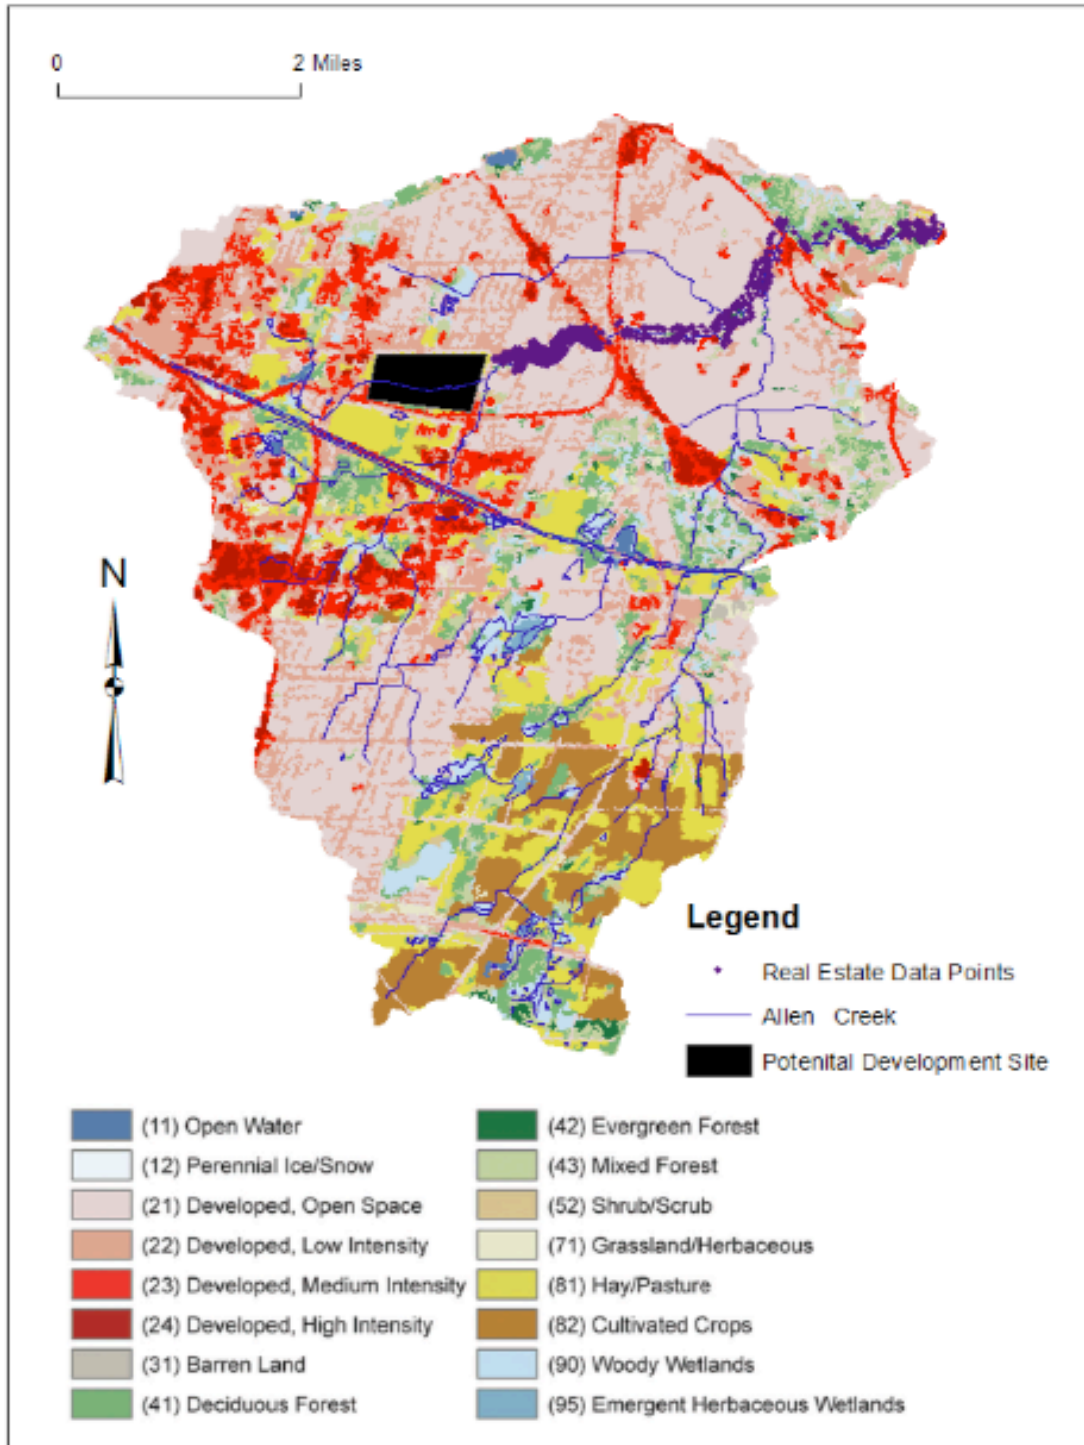 0 2 Miles
N
Legend
Real Estate Data Points
Allen Creek
Potenital Development Site
(11) Open Water
(12) Perennial Ice/Snow
(21) Developed, Open Space
(22) Developed, Low Intensity
(23) Developed, Medium Intensity
(24) Developed, High Intensity
(31) Barren Land
(41) Deciduous Forest
(42) Evergreen Forest
(43) Mixed Forest
(52) Shrub/Scrub
(71) Grassland/Herbaceous
(81) Hay/Pasture
(82) Cultivated Crops
(90) Woody Wetlands
(95) Emergent Herbaceous Wetlands